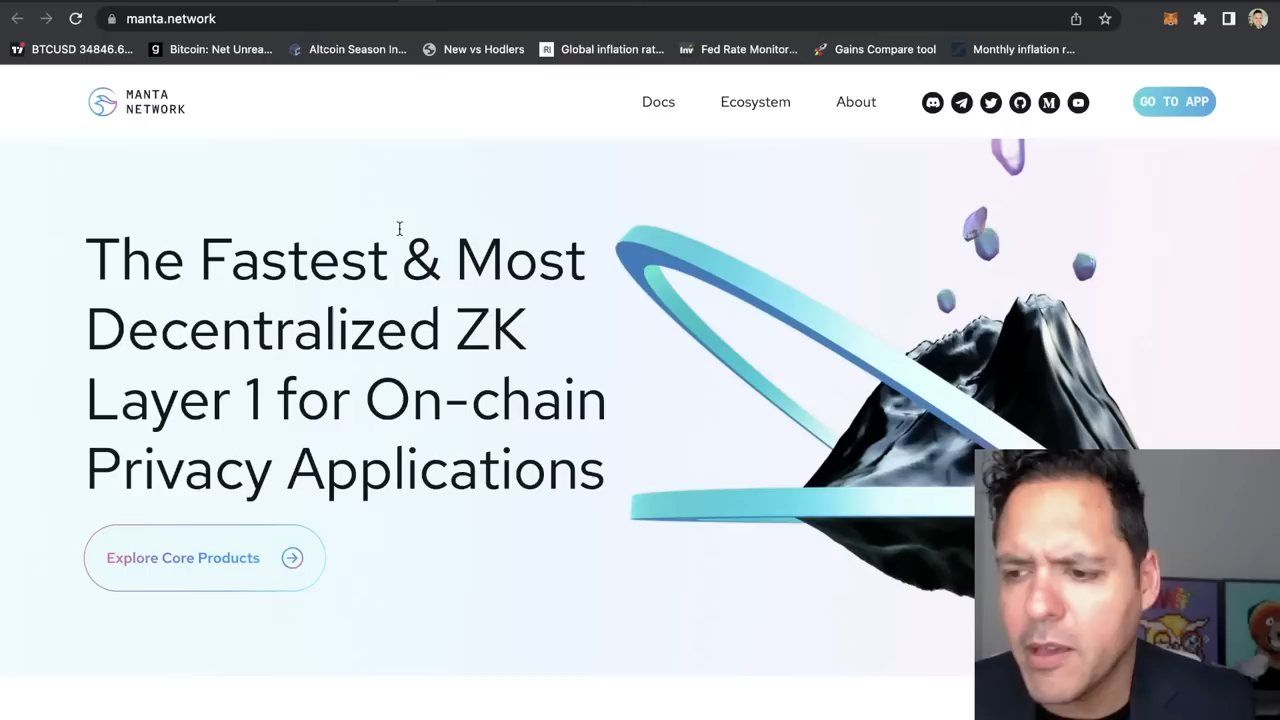 manta.network
BTCUSD 34846.6... Bitcoin: Net Unrea... Altcoin Season In... New vs Hodlers Global inflation rat... Fed Rate Monitor... Gains Compare tool Monthly inflation r...
MANTA
NETWORK
Docs Ecosystem About GO TO APP
The Fastest & Most
Decentralized ZK
Layer 1 for On-chain
Privacy Applications
Explore Core Products